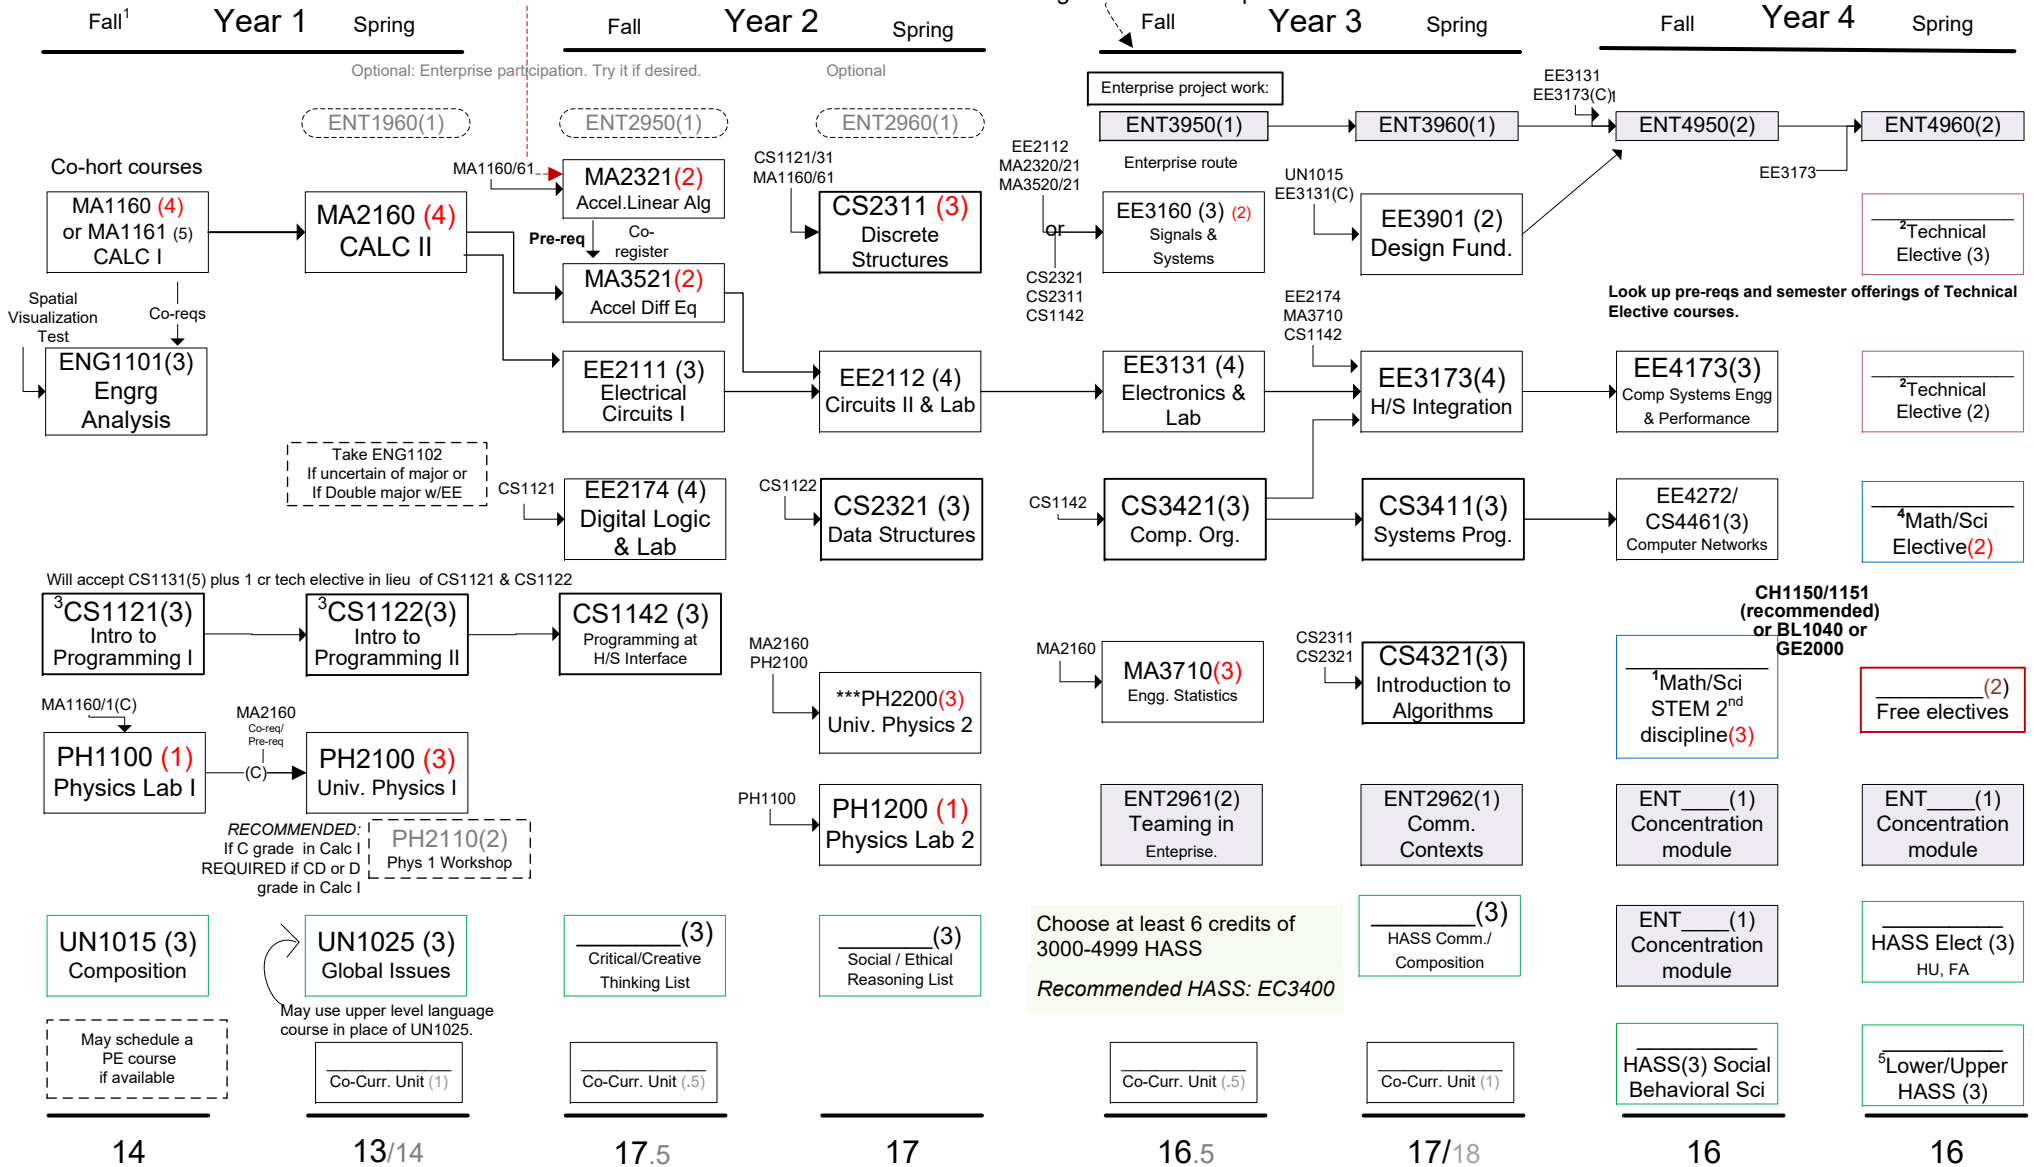 Fall1
Year 1
Spring
Fall
Year 2
Spring
Fall
Year 3
Spring
Fall
Year 4
Spring
Optional: Enterprise participation. Try it if desired.
Optional
ENT1960(1)
ENT2950(1)
ENT2960(1)
Enterprise project work:
EE3131
EE3173(C)
ENT3950(1)
ENT3960(1)
ENT4950(2)
ENT4960(2)
Enterprise route
EE3173
Co-hort courses
MA1160 (4)
or MA1161 (5)
CALC I
MA2160 (4)
CALC II
MA1160/61
MA2321(2)
Accel.Linear Alg
Pre-req
Co-
register
MA3521(2)
Accel Diff Eq
CS1121/31
MA1160/61
CS2311 (3)
Discrete
Structures
EE2112
MA2320/21
MA3520/21
or
CS2321
CS2311
CS1142
EE3160 (3) (2)
Signals &
Systems
UN1015
EE3131(C)
EE3901 (2)
Design Fund.
2Technical
Elective (3)
Look up pre-reqs and semester offerings of Technical
Elective courses.
Spatial
Visualization
Test
Co-reqs
ENG1101(3)
Engrg
Analysis
EE2111 (3)
Electrical
Circuits I
EE2112 (4)
Circuits II & Lab
EE3131 (4)
Electronics &
Lab
EE2174
MA3710
CS1142
EE3173(4)
H/S Integration
EE4173(3)
Comp Systems Engg
& Performance
2Technical
Elective (2)
Take ENG1102
If uncertain of major or
If Double major w/EE
CS1121
EE2174 (4)
Digital Logic
& Lab
CS1122
CS2321 (3)
Data Structures
CS1142
CS3421(3)
Comp. Org.
CS3411(3)
Systems Prog.
EE4272/
CS4461(3)
Computer Networks
4Math/Sci
Elective(2)
Will accept CS1131(5) plus 1 cr tech elective in lieu of CS1121 & CS1122
3CS1121(3)
Intro to
Programming I
3CS1122(3)
Intro to
Programming II
CS1142 (3)
Programming at
H/S Interface
MA2160
PH2100
***PH2200(3)
Univ. Physics 2
MA2160
MA3710(3)
Engg. Statistics
CS2311
CS2321
CS4321(3)
Introduction to
Algorithms
CH1150/1151
(recommended)
or BL1040 or
GE2000
1Math/Sci
STEM 2nd
discipline(3)
(2)
Free electives
MA1160/1(C)
PH1100 (1)
Physics Lab I
MA2160
Co-req/
Pre-req
(C)
PH2100 (3)
Univ. Physics I
PH1100
PH1200 (1)
Physics Lab 2
ENT2961(2)
Teaming in
Enteprise.
ENT2962(1)
Comm.
Contexts
ENT____(1)
Concentration
module
ENT____(1)
Concentration
module
RECOMMENDED:
If C grade in Calc I
REQUIRED if CD or D
grade in Calc I
PH2110(2)
Phys 1 Workshop
UN1015 (3)
Composition
UN1025 (3)
Global Issues
May use upper level language
course in place of UN1025.
_______(3)
Critical/Creative
Thinking List
_______(3)
Social / Ethical
Reasoning List
Choose at least 6 credits of
3000-4999 HASS
Recommended HASS: EC3400
_______(3)
HASS Comm./
Composition
ENT____(1)
Concentration
module
HASS Elect (3)
HU, FA
May schedule a
PE course
if available
Co-Curr. Unit (1)
Co-Curr. Unit (.5)
Co-Curr. Unit (.5)
Co-Curr. Unit (1)
HASS(3) Social
Behavioral Sci
5Lower/Upper
HASS (3)
14
13/14
17.5
17
16.5
17/18
16
16